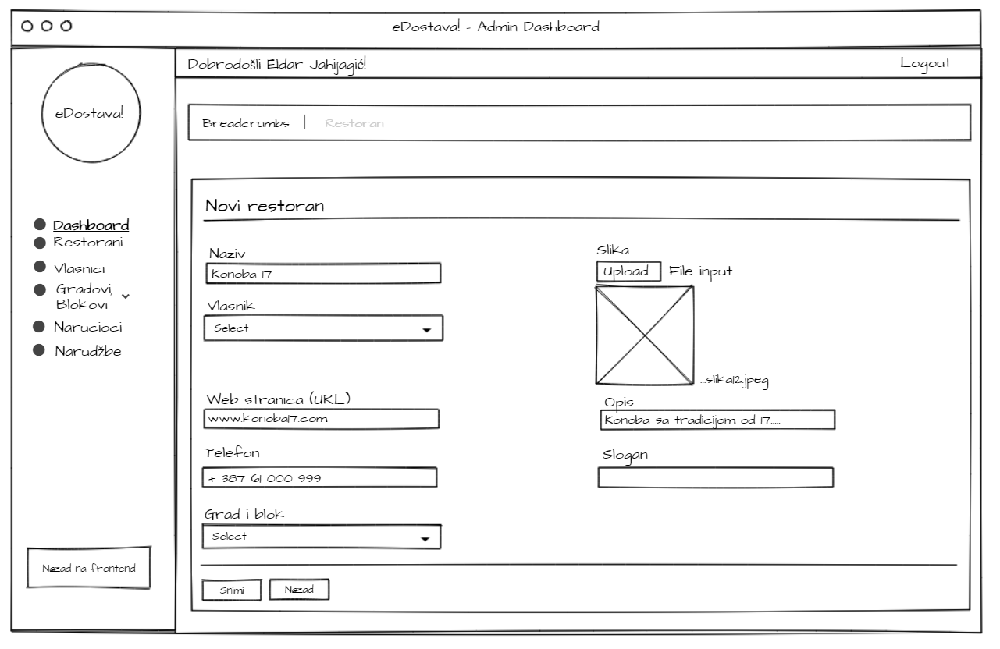 eDostava! - Admin Dashboard
Dobrodošli Eldar Jahijagić!
Logout
eDostava!
Breadcrumbs | Restoran
Dashboard
Restorani
Vlasnici
Gradovi,
Blokovi
Narucioci
Narudžbe
Nazad na frontend
Novi restoran
Naziv
Konoba 17
Vlasnik
Select
Web stranica (URL)
www.konoba17.com
Telefon
+ 387 61 000 999
Grad i blok
Select
Slika
Upload File input
...slika12.jpeg
Opis
Konoba sa tradicijom od 17.....
Slogan
Snimi
Nazad